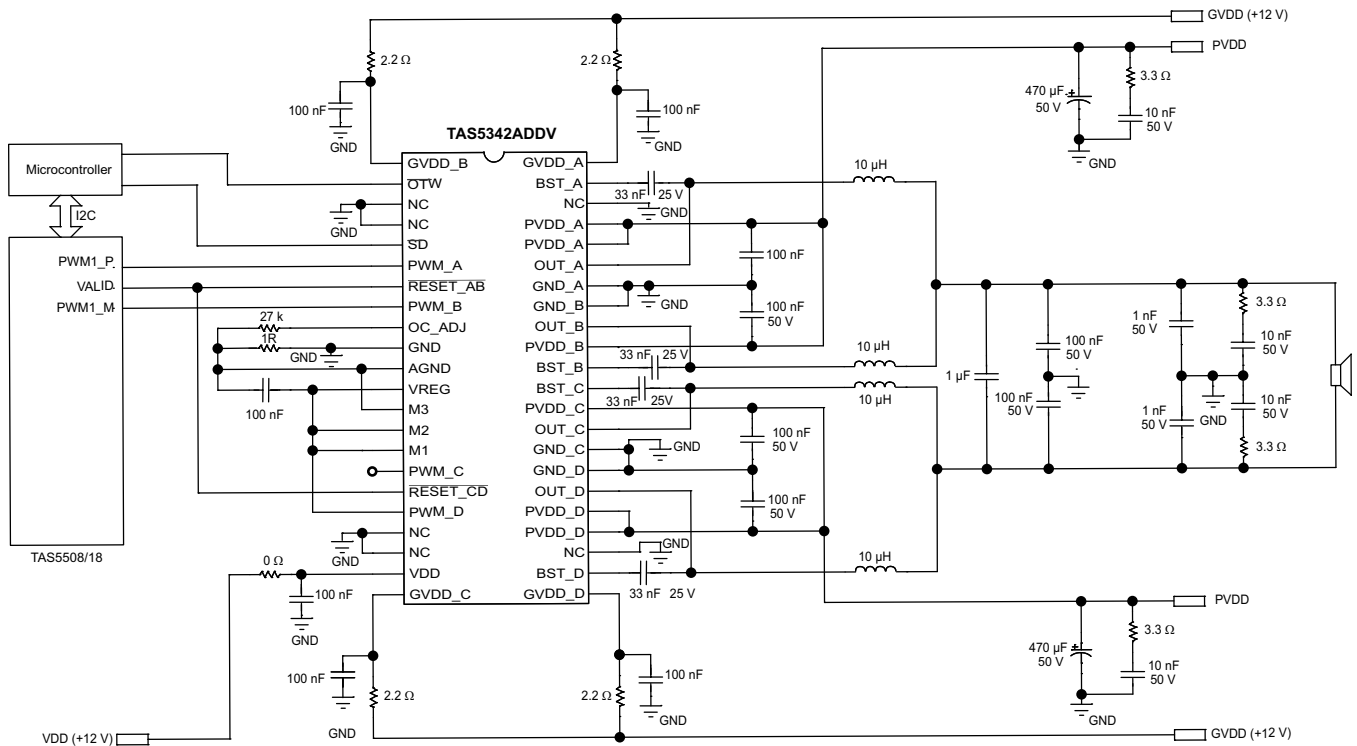 GVDD (+12 V)
PVDD
2.2 Ω
2.2 Ω
3.3 Ω
470 µF
50 V
10 nF
50 V
100 nF
100 nF
GND
GND
GND
TAS5342ADDV
Microcontroller
I2C
PWM1_P
VALID
PWM1_M
TAS5508/18
GND
27 k
1R
GND
100 nF
GND
0 Ω
100 nF
GND
GVDD_B
OTW
NC
NC
SD
PWM_A
RESET_AB
PWM_B
OC_ADJ
GND
AGND
VREG
M3
M2
M1
PWM_C
RESET_CD
PWM_D
NC
NC
VDD
GVDD_C
GVDD_A
BST_A
NC
PVDD_A
PVDD_A
OUT_A
GND_A
GND_B
OUT_B
PVDD_B
BST_B
BST_C
PVDD_C
OUT_C
GND_C
GND_D
OUT_D
PVDD_D
PVDD_D
NC
BST_D
GVDD_D
33 nF 25 V
GND
10 µH
100 nF
GND
100 nF
50 V
33 nF 25 V
10 µH
33 nF 25V
10 µH
GND
100 nF
50 V
100 nF
50 V
GND
33 nF 25 V
10 µH
1 µF
100 nF
50 V
100 nF
50 V
1 nF
50 V
3.3 Ω
10 nF
50 V
GND
1 nF
50 V
10 nF
50 V
3.3 Ω
PVDD
3.3 Ω
470 µF
50 V
10 nF
50 V
GND
100 nF
100 nF
2.2 Ω
2.2 Ω
GND
GND
VDD (+12 V)
GVDD (+12 V)